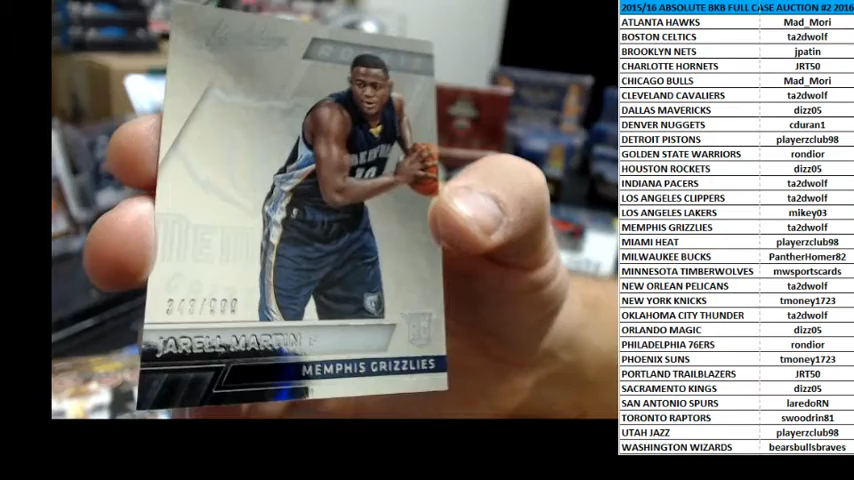 ROOKIE
343/999
JARELL MARTIN F
MEMPHIS GRIZZLIES
2015/16 ABSOLUTE BKB FULL CASE AUCTION #2 2016
ATLANTA HAWKS Mad_Mori
BOSTON CELTICS ta2dwolf
BROOKLYN NETS jpatin
CHARLOTTE HORNETS JRT50
CHICAGO BULLS Mad_Mori
CLEVELAND CAVALIERS ta2dwolf
DALLAS MAVERICKS dizz05
DENVER NUGGETS cduran1
DETROIT PISTONS playerzclub98
GOLDEN STATE WARRIORS rondior
HOUSTON ROCKETS dizz05
INDIANA PACERS ta2dwolf
LOS ANGELES CLIPPERS ta2dwolf
LOS ANGELES LAKERS mikey03
MEMPHIS GRIZZLIES ta2dwolf
MIAMI HEAT playerzclub98
MILWAUKEE BUCKS PantherHomer82
MINNESOTA TIMBERWOLVES mwsportscards
NEW ORLEAN PELICANS ta2dwolf
NEW YORK KNICKS tmoney1723
OKLAHOMA CITY THUNDER ta2dwolf
ORLANDO MAGIC dizz05
PHILADELPHIA 76ERS rondior
PHOENIX SUNS tmoney1723
PORTLAND TRAILBLAZERS JRT50
SACRAMENTO KINGS dizz05
SAN ANTONIO SPURS laredoRN
TORONTO RAPTORS swoodrin81
UTAH JAZZ playerzclub98
WASHINGTON WIZARDS bearsbullsbraves